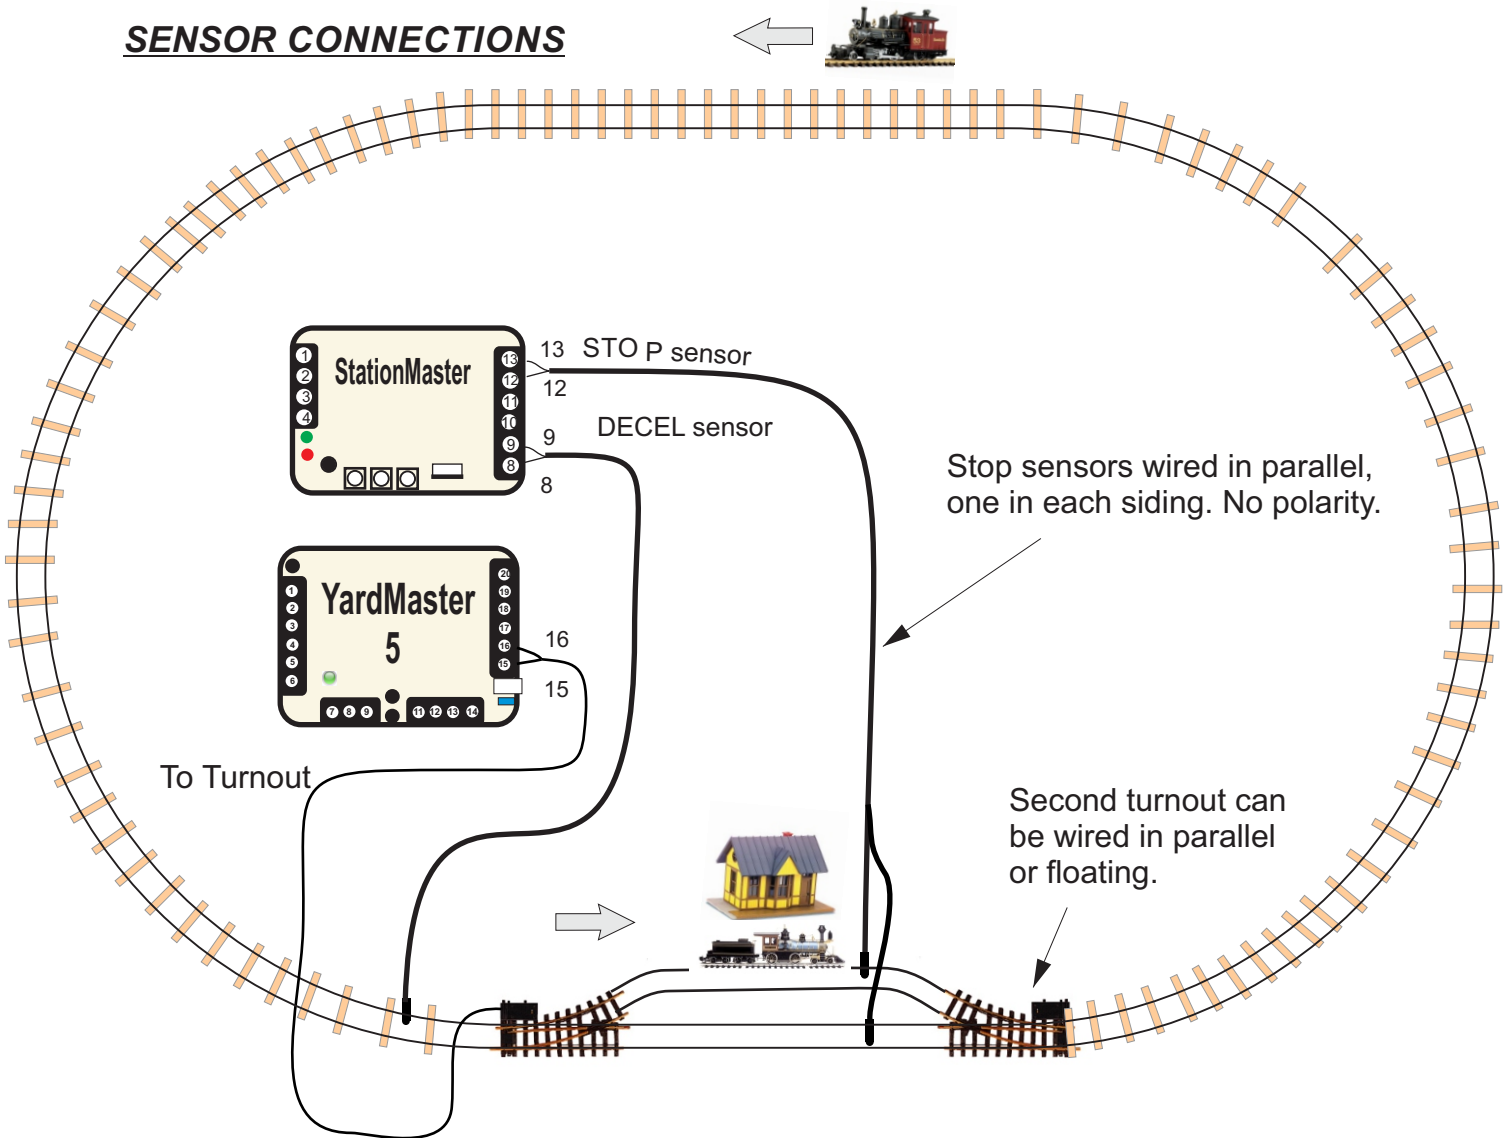 SENSOR CONNECTIONS
1
2
3
4
StationMaster
13
12
11
10
9
8
13
12
STO P sensor
9
8
DECEL sensor
Stop sensors wired in parallel,
one in each siding. No polarity.
1
2
3
4
5
6
YardMaster
5
20
19
18
17
16
15
7 8 9
11 12 13 14
16
15
To Turnout
Second turnout can
be wired in parallel
or floating.